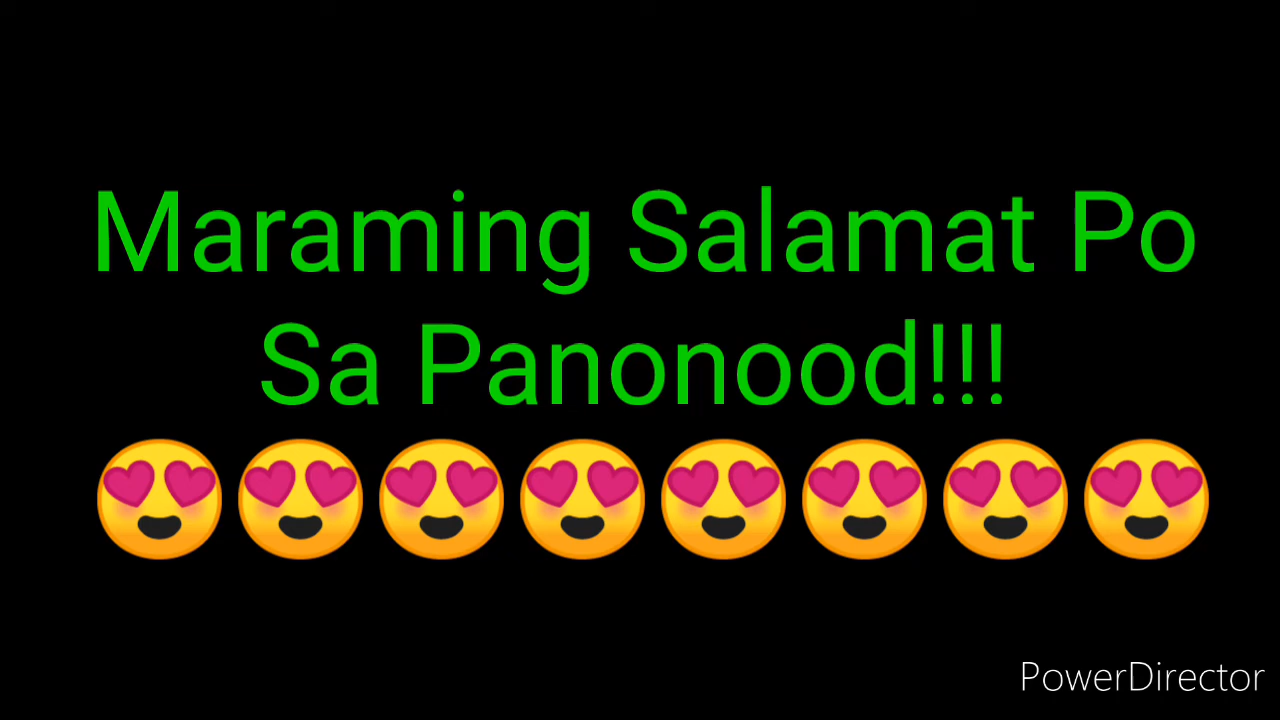 Maraming Salamat Po
Sa Panonood!!!
😍😍😍😍😍😍😍😍
PowerDirector